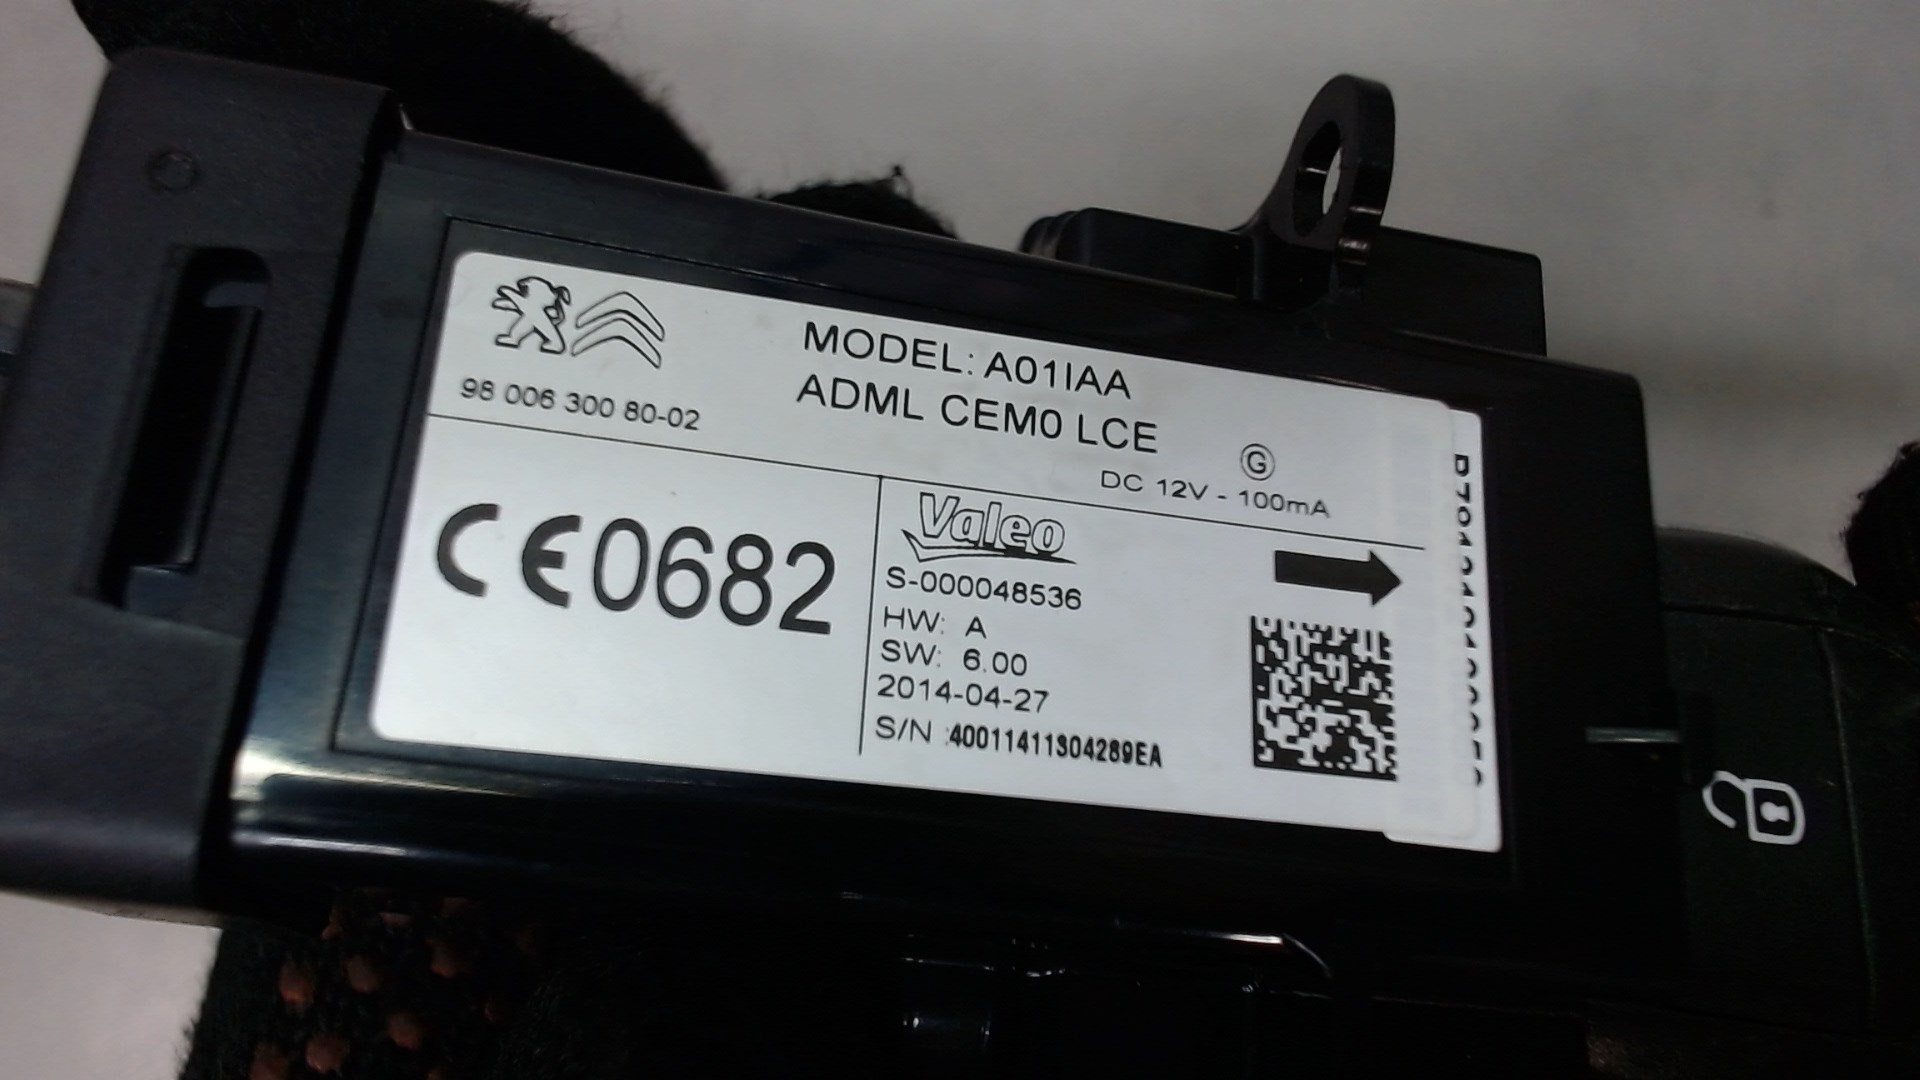 MODEL: A01IAA
98 006 300 80-02
ADML CEM0 LCE
G
DC 12V - 100mA
CE0682
Valeo
S-000048536
HW: A
SW: 6.00
2014-04-27
S/N :40011411304289EA